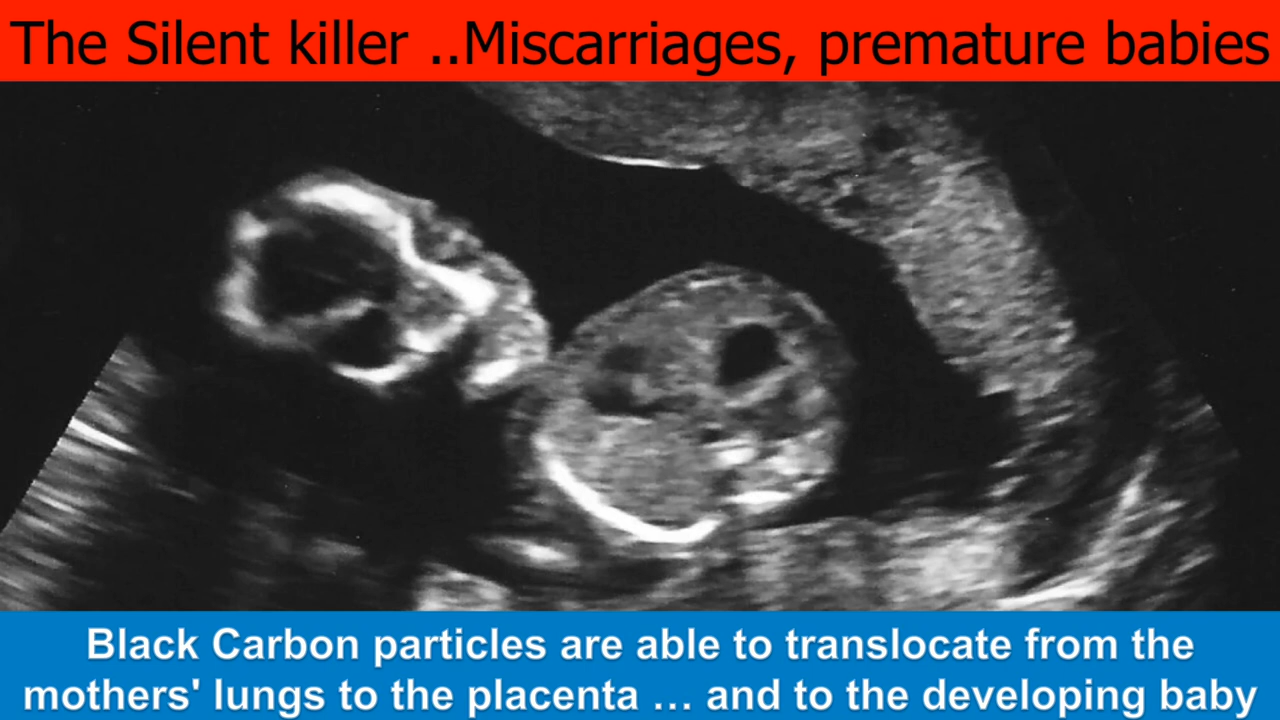 The Silent killer ..Miscarriages, premature babies
Black Carbon particles are able to translocate from the
mothers' lungs to the placenta ... and to the developing baby